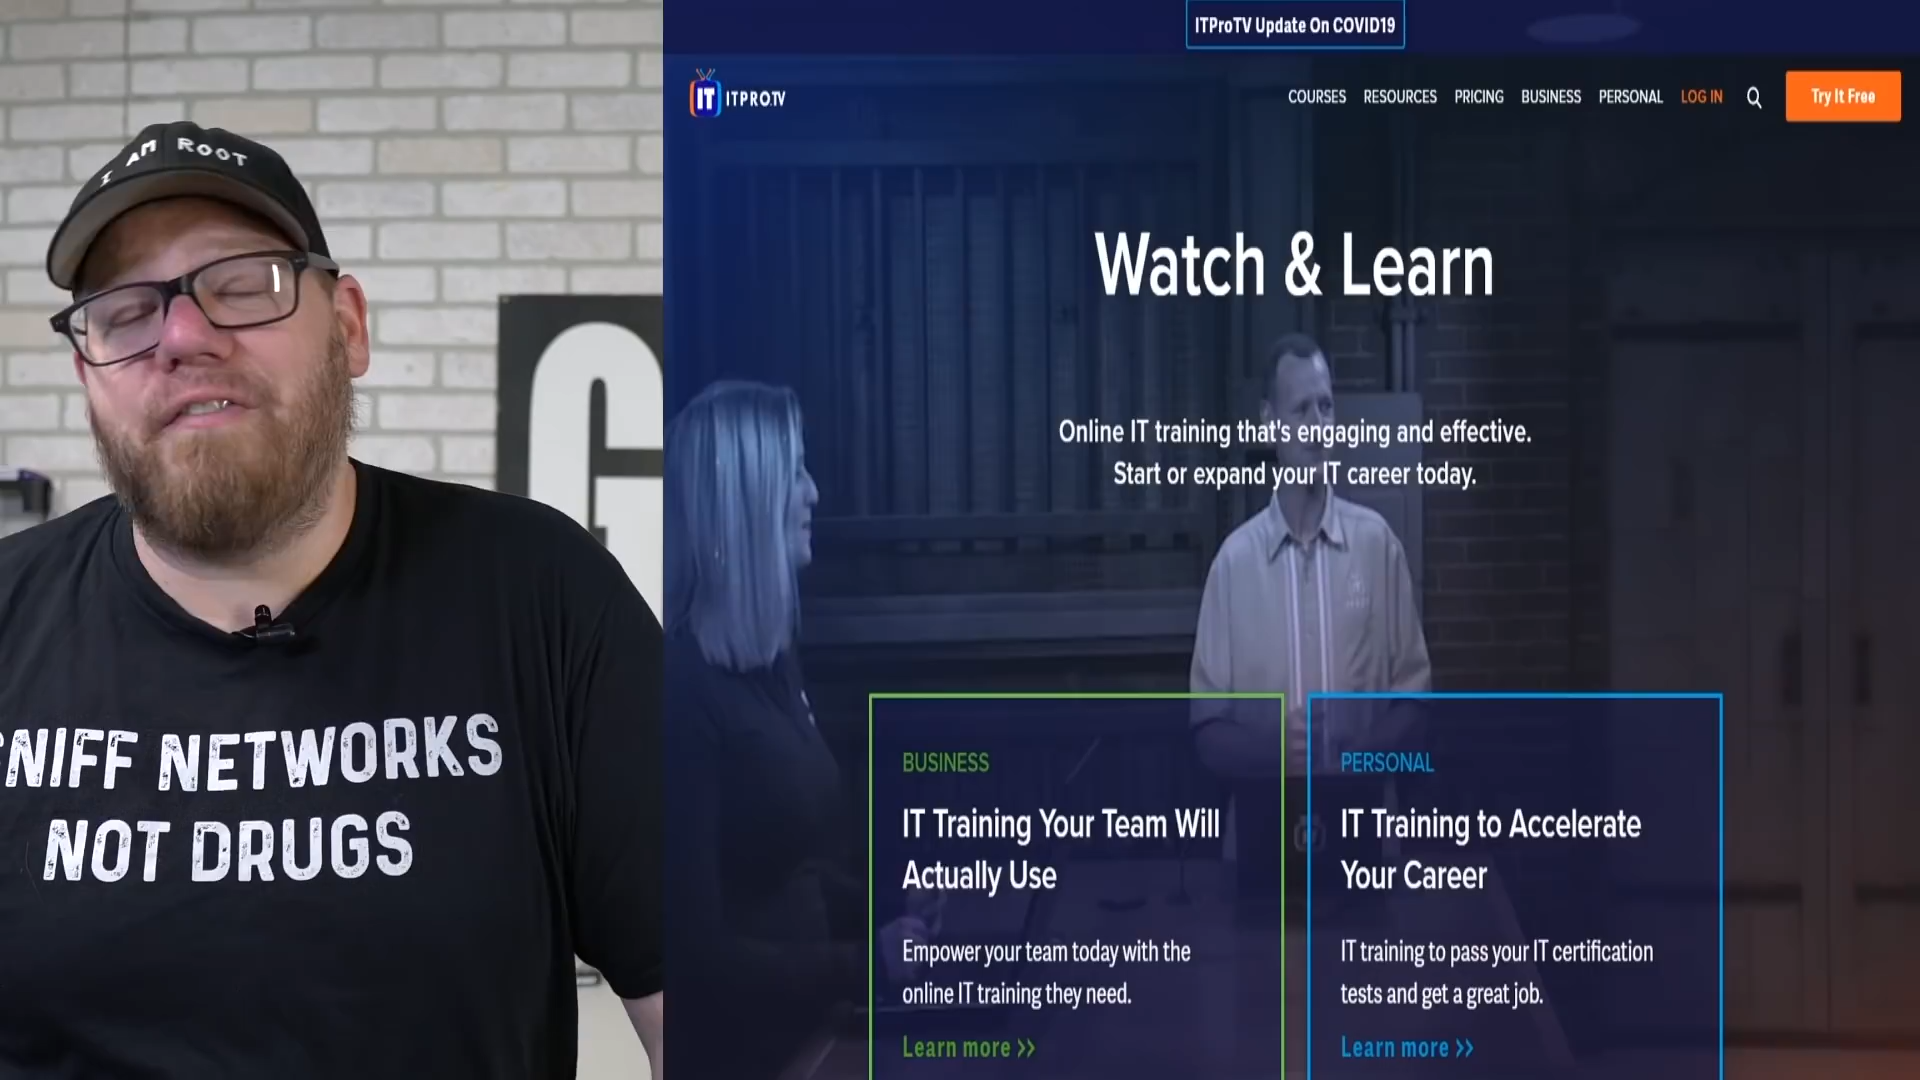 I AM ROOT
SNIFF NETWORKS
NOT DRUGS
G
ITProTV Update On COVID19
IT ITPRO.TV
COURSES RESOURCES PRICING BUSINESS PERSONAL LOG IN Try It Free
Watch & Learn
Online IT training that's engaging and effective.
Start or expand your IT career today.
BUSINESS
IT Training Your Team Will
Actually Use
Empower your team today with the
online IT training they need.
Learn more >>
PERSONAL
IT Training to Accelerate
Your Career
IT training to pass your IT certification
tests and get a great job.
Learn more >>